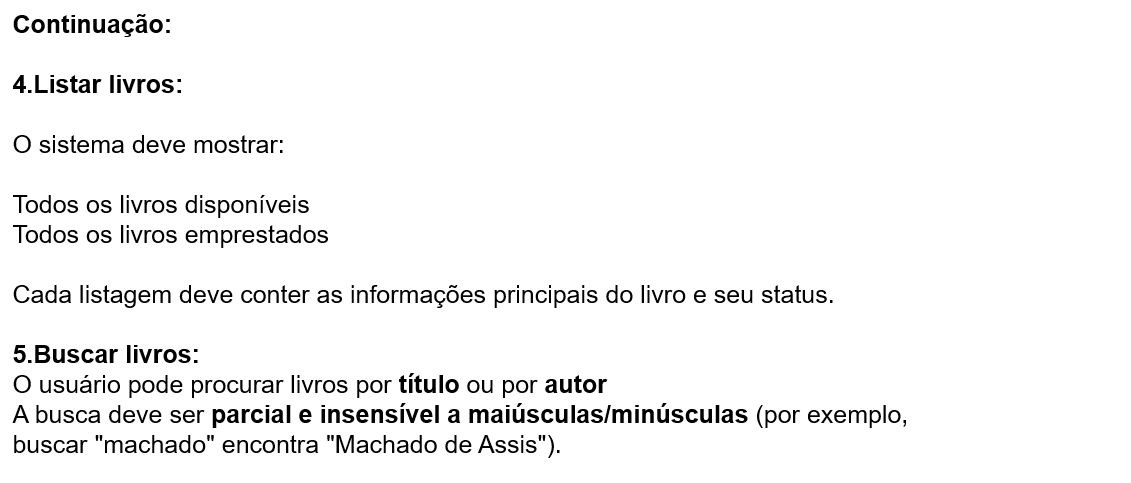 Continuação:
4.Listar livros:
O sistema deve mostrar:
Todos os livros disponíveis
Todos os livros emprestados
Cada listagem deve conter as informações principais do livro e seu status.
5.Buscar livros:
O usuário pode procurar livros por título ou por autor
A busca deve ser parcial e insensível a maiúsculas/minúsculas (por exemplo,
buscar "machado" encontra "Machado de Assis").